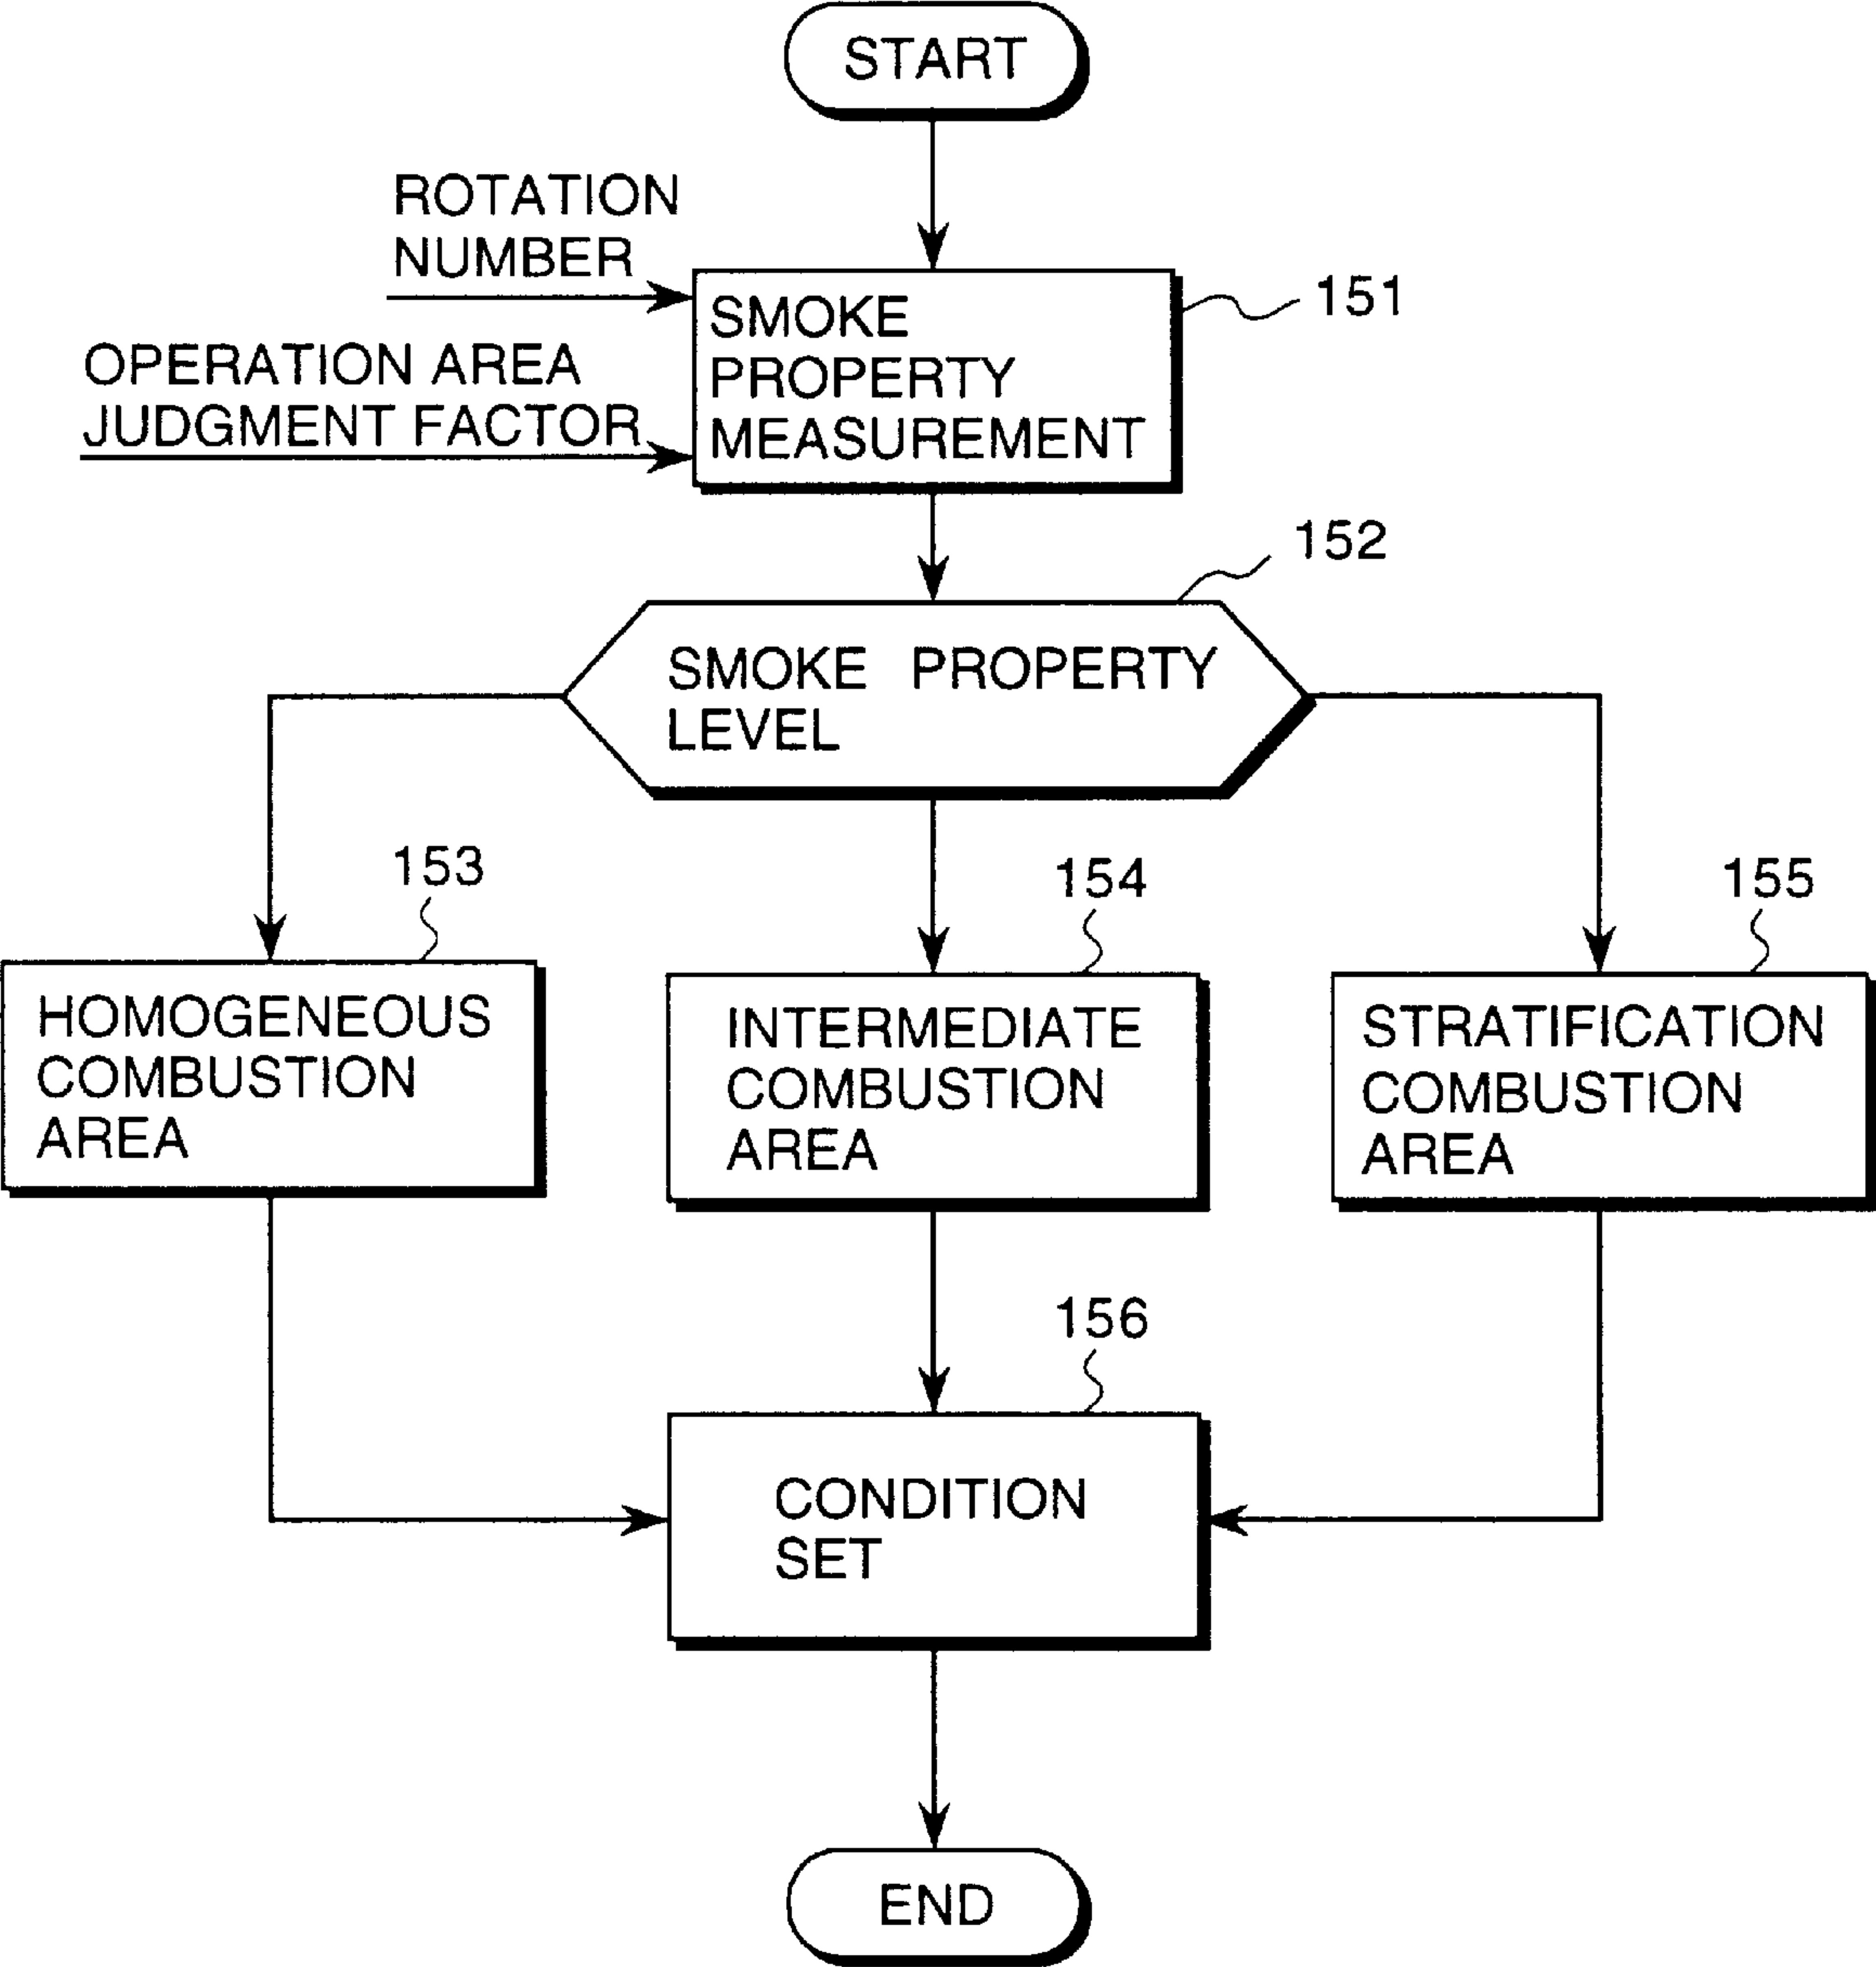 START
ROTATION
NUMBER
OPERATION AREA
JUDGMENT FACTOR
SMOKE
PROPERTY
MEASUREMENT
151
152
SMOKE PROPERTY
LEVEL
153
154
155
HOMOGENEOUS
COMBUSTION
AREA
INTERMEDIATE
COMBUSTION
AREA
STRATIFICATION
COMBUSTION
AREA
156
CONDITION
SET
END